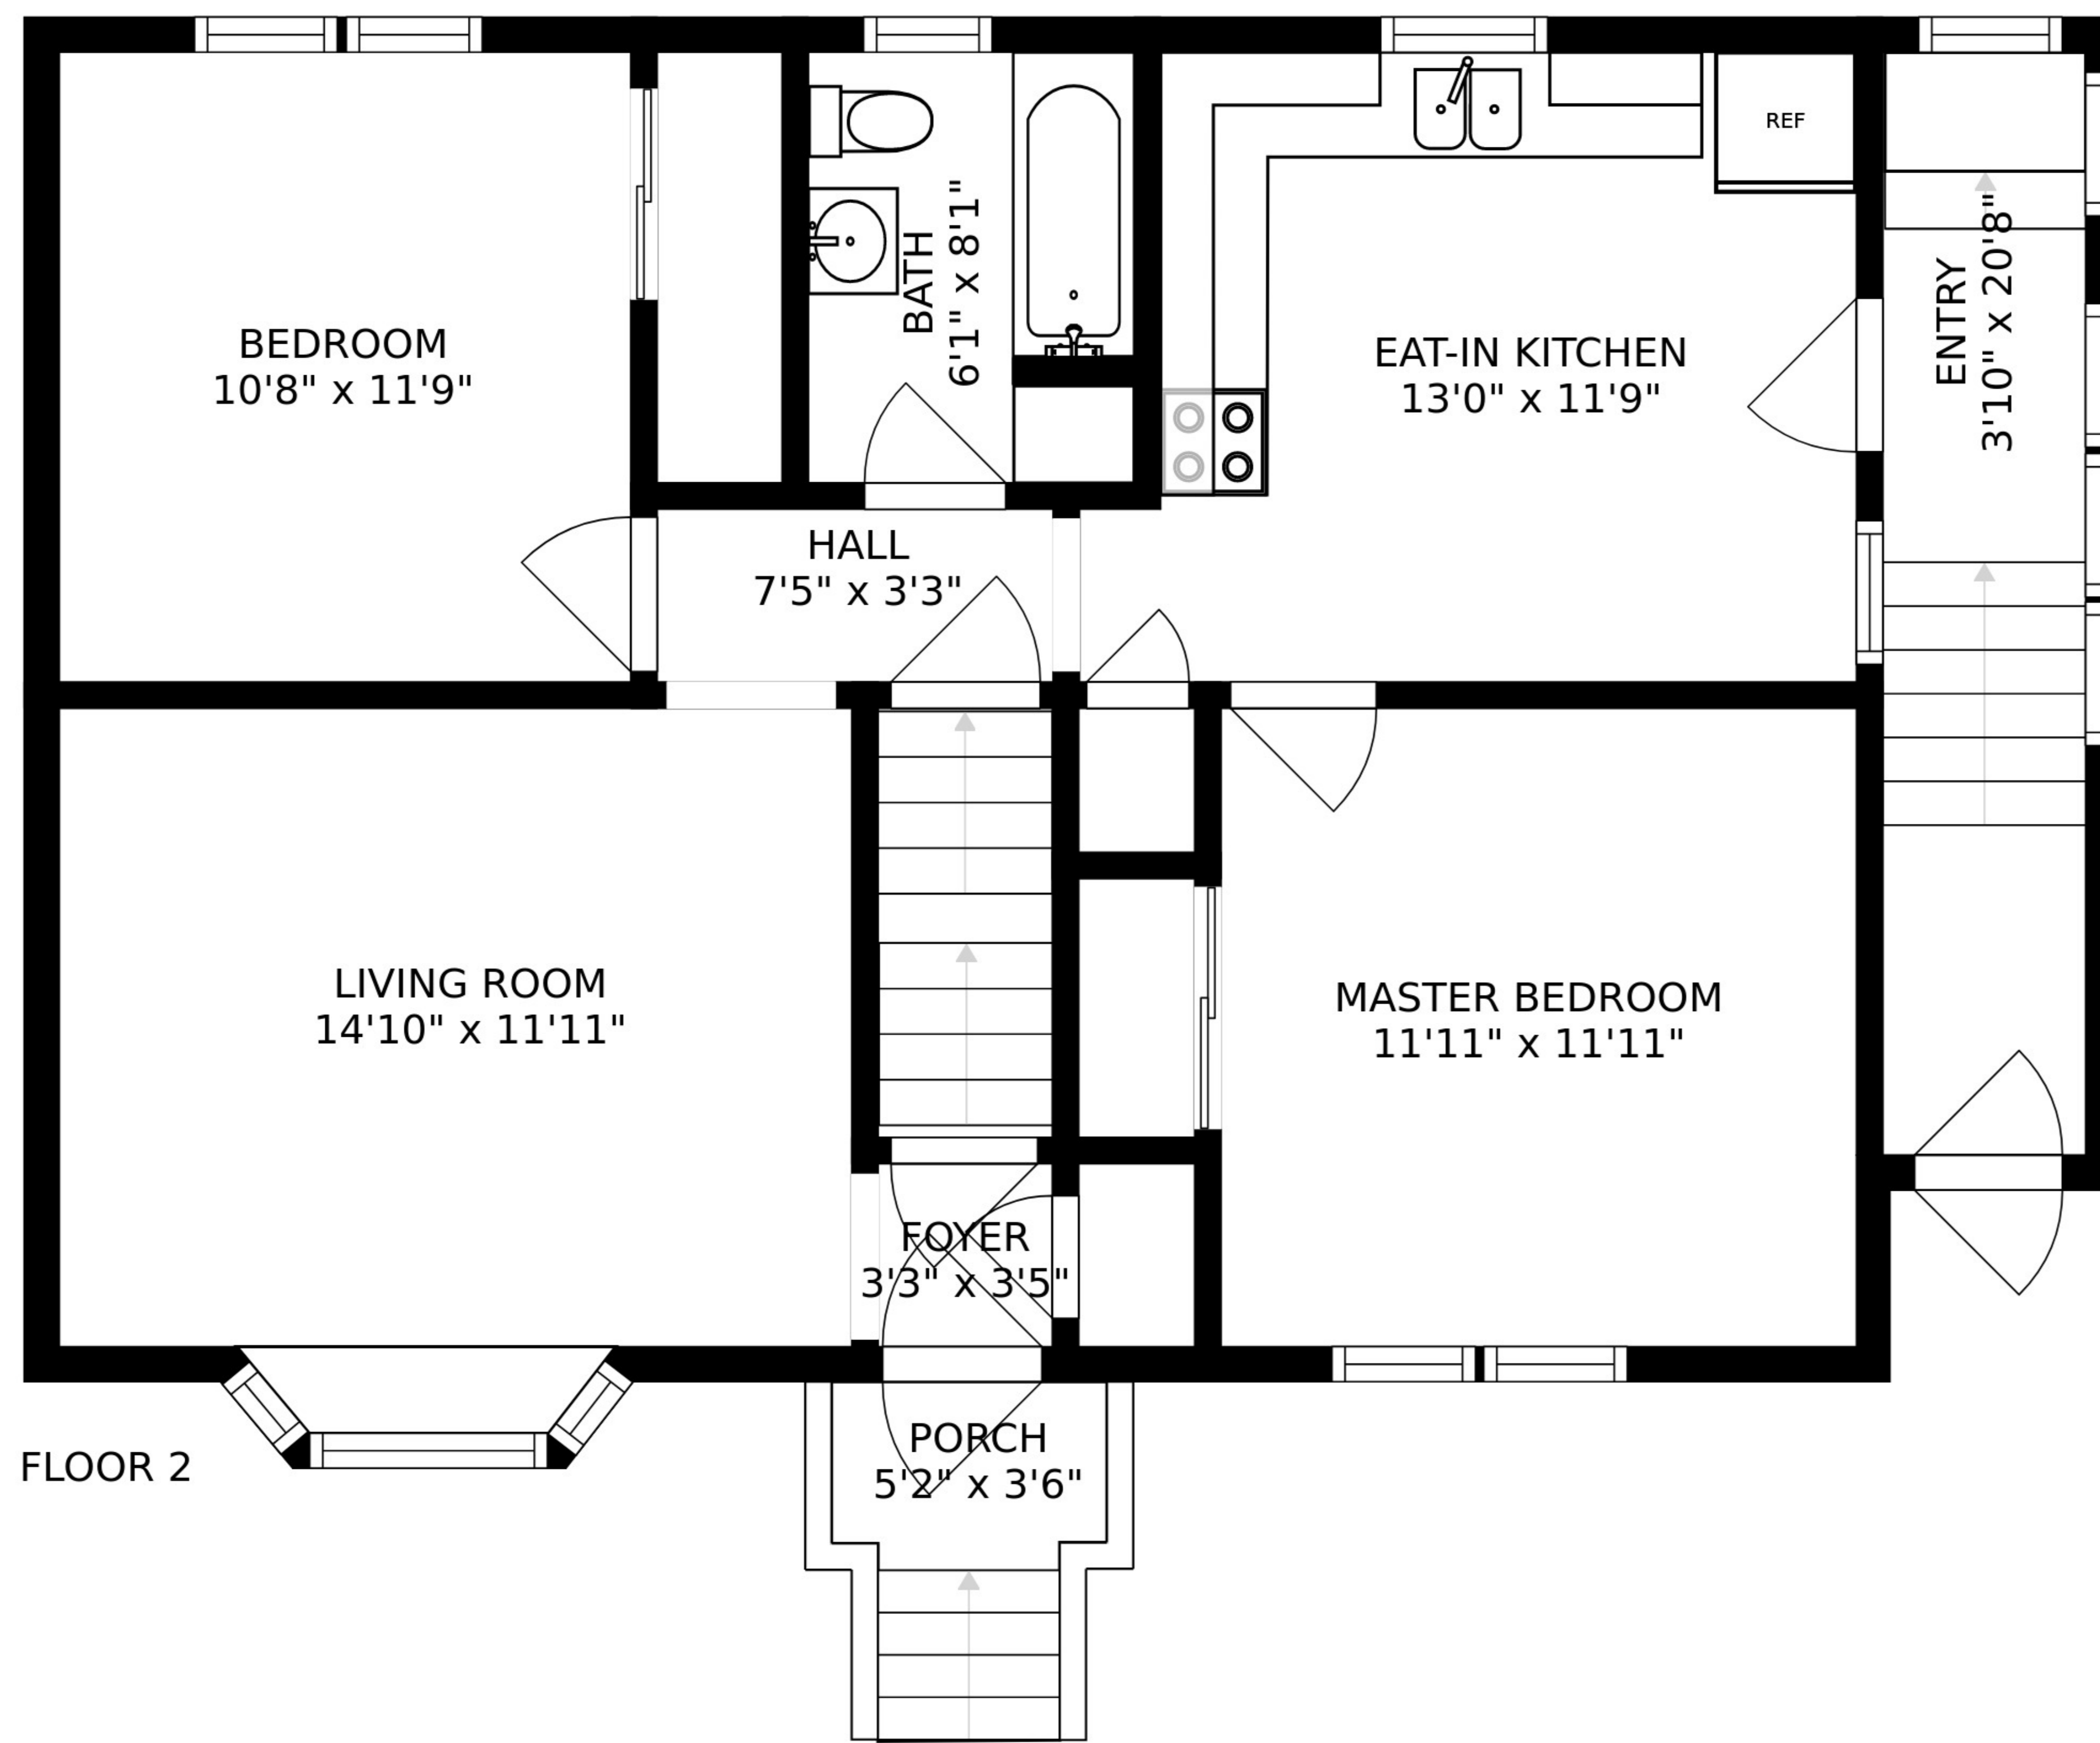 REF
BATH
6'1" x 8'1"
ENTRY
3'10" x 20'8"
BEDROOM
10'8" x 11'9"
EAT-IN KITCHEN
13'0" x 11'9"
HALL
7'5" x 3'3"
LIVING ROOM
14'10" x 11'11"
MASTER BEDROOM
11'11" x 11'11"
FOYER
3'3" x 3'5"
PORCH
5'2" x 3'6"
FLOOR 2